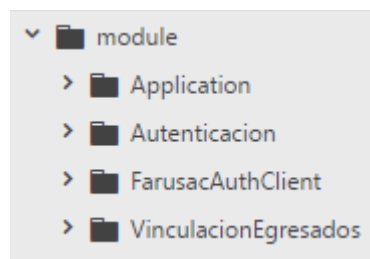 module
Application
Autenticacion
FarusacAuthClient
VinculacionEgresados